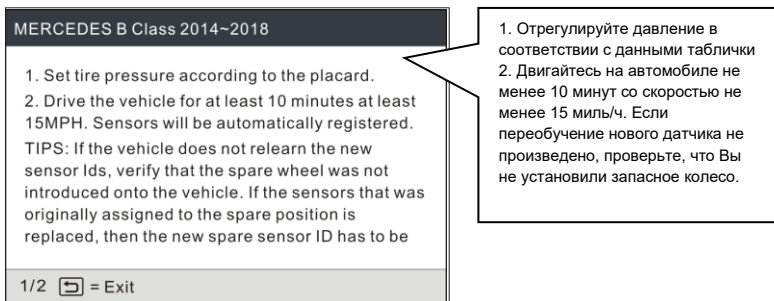 MERCEDES B Class 2014~2018
1. Set tire pressure according to the placard.
2. Drive the vehicle for at least 10 minutes at least
15MPH. Sensors will be automatically registered.
TIPS: If the vehicle does not relearn the new
sensor Ids, verify that the spare wheel was not
introduced onto the vehicle. If the sensors that was
originally assigned to the spare position is
replaced, then the new spare sensor ID has to be
1/2 = Exit
1. Отрегулируйте давление в
соответствии с данными таблички
2. Двигайтесь на автомобиле не
менее 10 минут со скоростью не
менее 15 миль/ч. Если
переобучение нового датчика не
произведено, проверьте, что Вы
не установили запасное колесо.